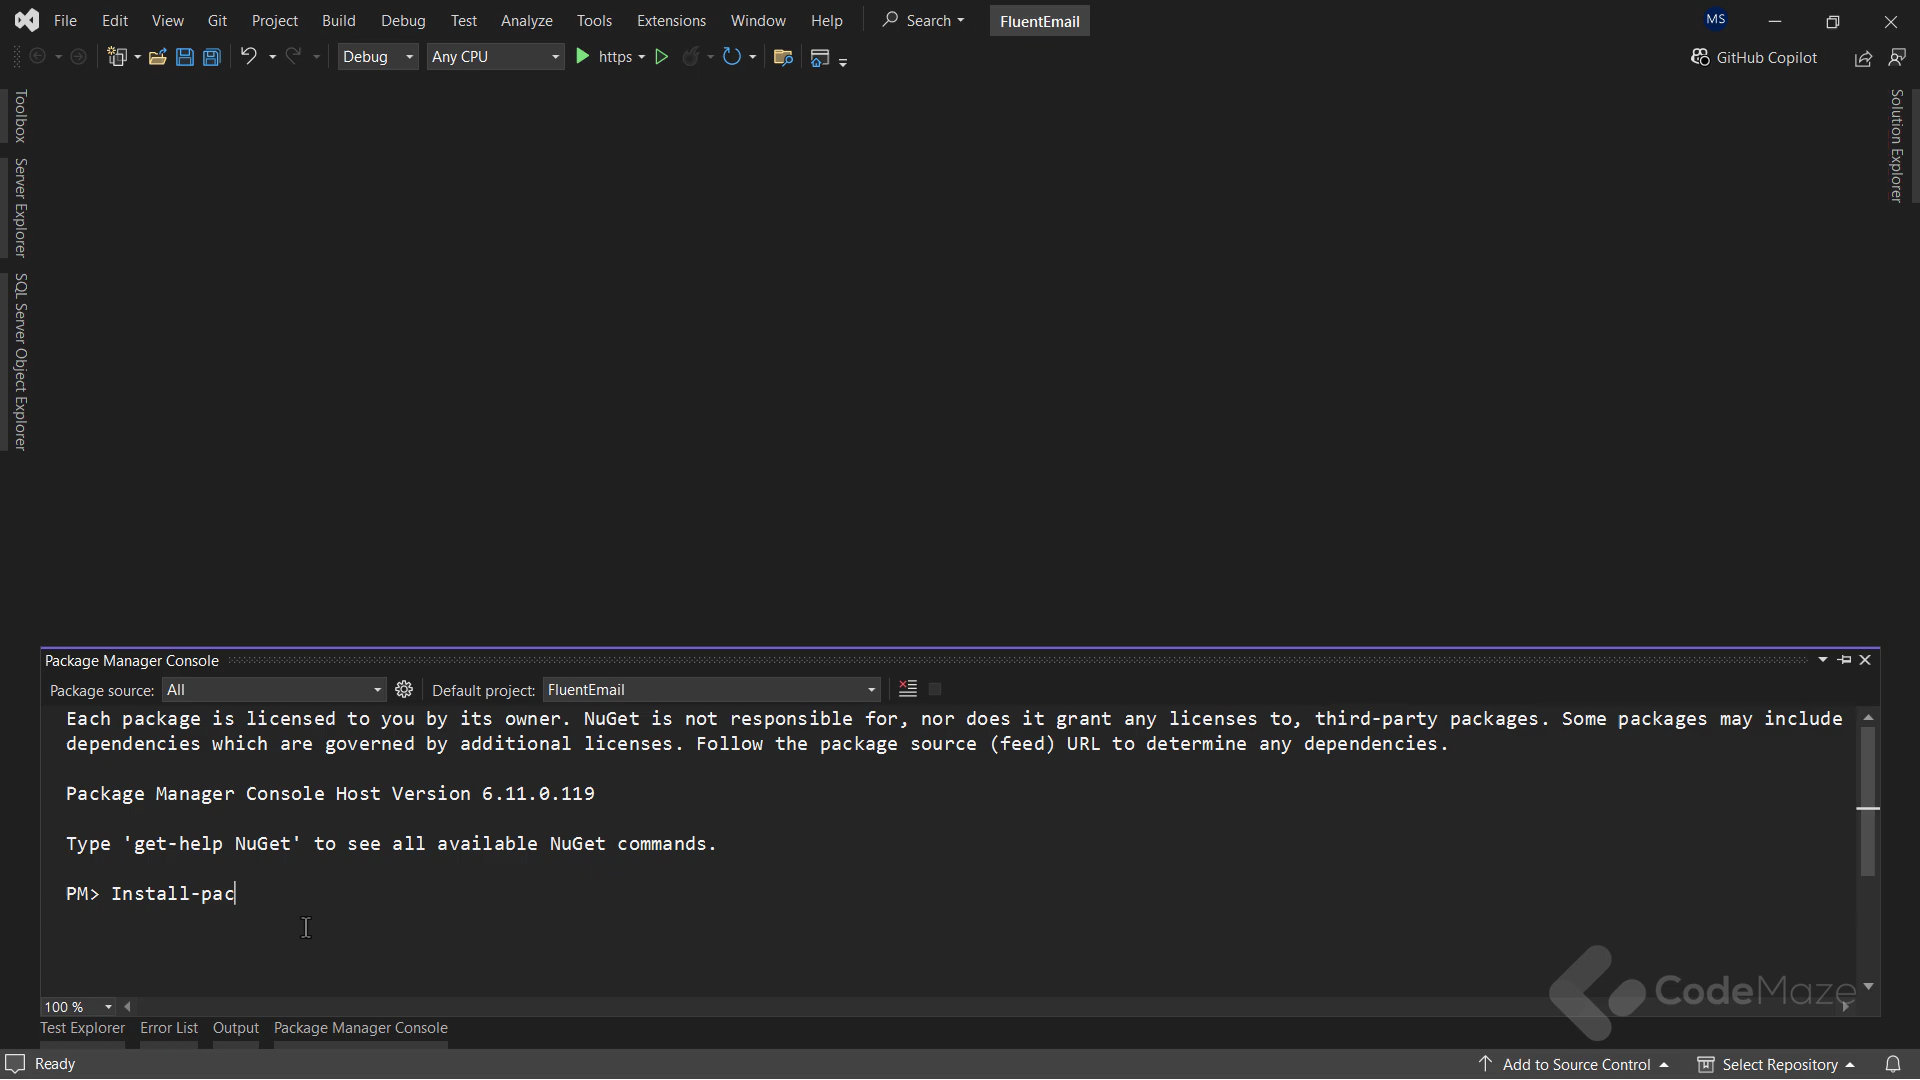 File Edit View Git Project Build Debug Test Analyze Tools Extensions Window Help Search FluentEmail MS
Debug Any CPU https GitHub Copilot
Toolbox
Server Explorer
SQL Server Object Explorer
Solution Explorer
Package Manager Console
Package source: All Default project: FluentEmail
Each package is licensed to you by its owner. NuGet is not responsible for, nor does it grant any licenses to, third-party packages. Some packages may include
dependencies which are governed by additional licenses. Follow the package source (feed) URL to determine any dependencies.
Package Manager Console Host Version 6.11.0.119
Type 'get-help NuGet' to see all available NuGet commands.
PM> Install-pac
CodeMaze
100 %
Test Explorer Error List Output Package Manager Console
Ready Add to Source Control Select Repository